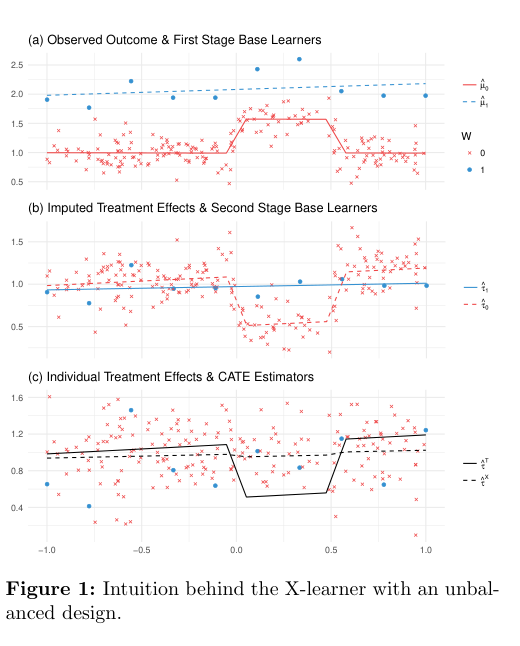 (a) Observed Outcome & First Stage Base Learners
2.5
2.0
1.5
1.0
0.5
μ̂₀
μ̂₁
W
0
1
(b) Imputed Treatment Effects & Second Stage Base Learners
1.5
1.0
0.5
τ̂₁
τ̂₀
(c) Individual Treatment Effects & CATE Estimators
1.6
1.2
0.8
0.4
τ̂ᵀ
τ̂ˣ
−1.0 −0.5 0.0 0.5 1.0
Figure 1: Intuition behind the X-learner with an unbal-
anced design.